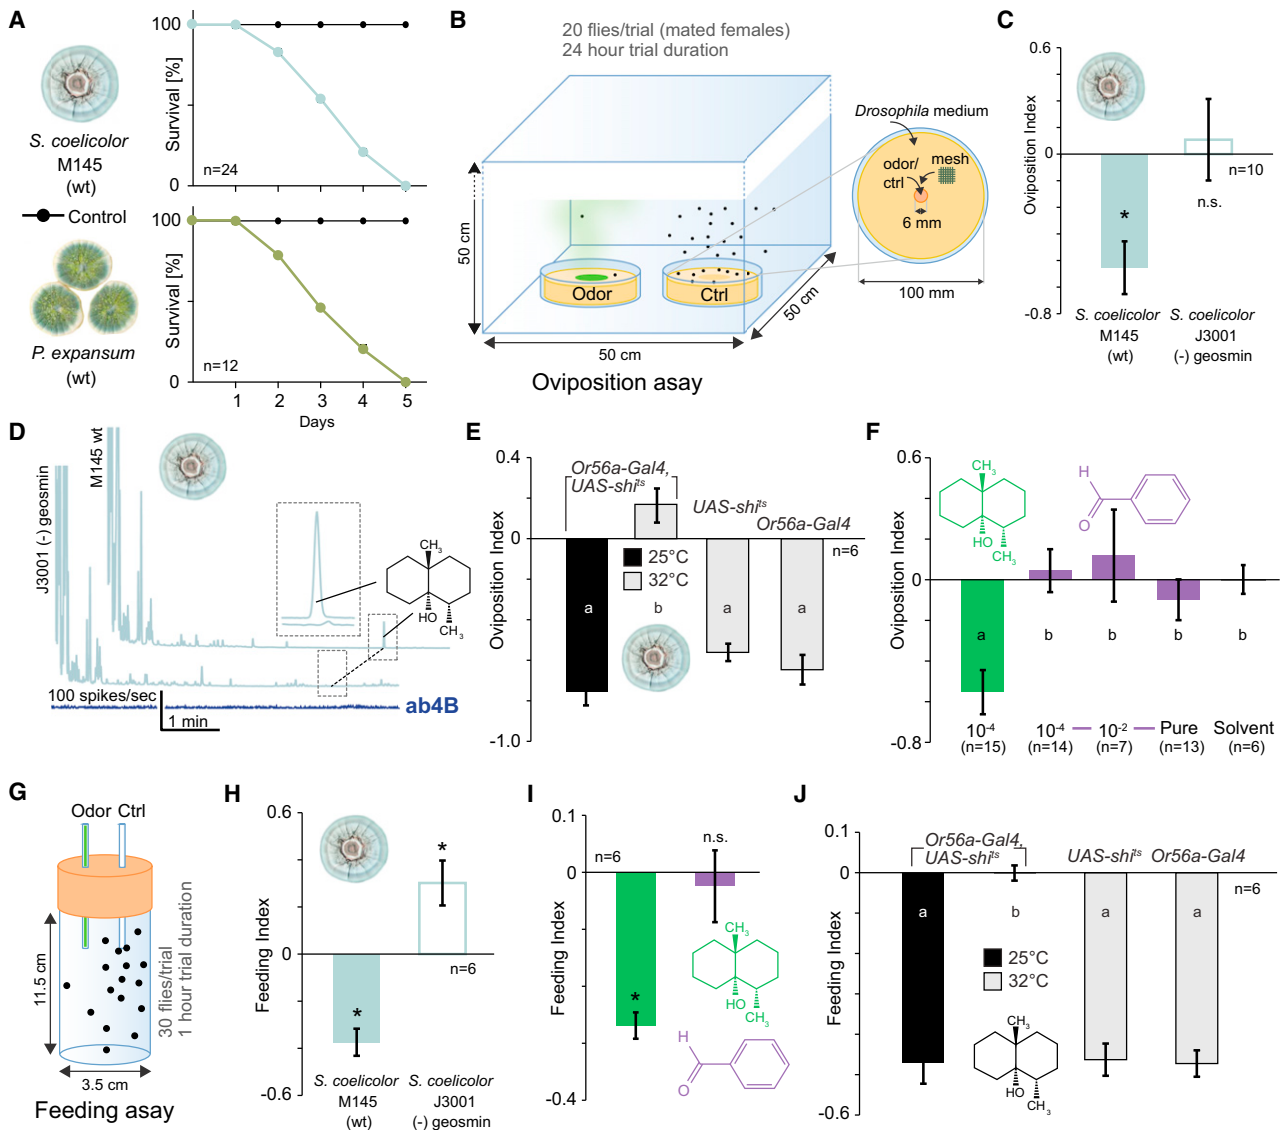 A
100
Survival [%]
0
n=24
S. coelicolor
M145
(wt)
Control
100
Survival [%]
0
n=12
P. expansum
(wt)
1 2 3 4 5
Days
B
20 flies/trial (mated females)
24 hour trial duration
50 cm
Odor
Ctrl
50 cm
50 cm
Drosophila medium
odor/
ctrl
mesh
6 mm
100 mm
Oviposition asay
C
0.6
Oviposition Index
0
-0.8
*
n=10
n.s.
S. coelicolor
M145
(wt)
S. coelicolor
J3001
(-) geosmin
D
J3001 (-) geosmin
M145 wt
CH3
HO
CH3
100 spikes/sec
1 min
ab4B
E
0.4
Oviposition Index
0
-1.0
Or56a-Gal4,
UAS-shits
UAS-shits
Or56a-Gal4
n=6
25°C
32°C
a
b
a
a
F
0.6
Oviposition Index
0
-0.8
CH3
HO
CH3
H
O
a
b
b
b
b
10-4
(n=15)
10-4
(n=14)
10-2
(n=7)
Pure
(n=13)
Solvent
(n=6)
G
Odor Ctrl
11.5 cm
30 flies/trial
1 hour trial duration
3.5 cm
Feeding asay
H
0.6
Feeding Index
0
-0.6
*
*
n=6
S. coelicolor
M145
(wt)
S. coelicolor
J3001
(-) geosmin
I
0.1
Feeding Index
0
-0.4
n=6
n.s.
*
CH3
HO
CH3
H
O
J
0.1
Feeding Index
0
-0.6
Or56a-Gal4,
UAS-shits
UAS-shits
Or56a-Gal4
n=6
a
b
a
a
25°C
32°C
CH3
HO
CH3